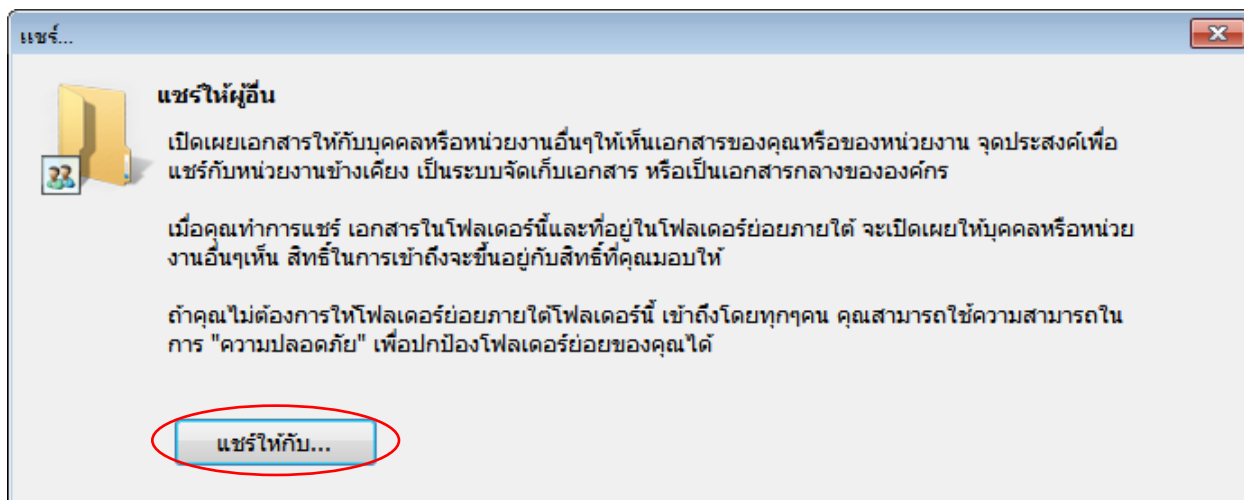 แชร์...
แชร์ให้ผู้อื่น
เปิดเผยเอกสารให้กับบุคคลหรือหน่วยงานอื่นๆให้เห็นเอกสารของคุณหรือของหน่วยงาน จุดประสงค์เพื่อ
แชร์กับหน่วยงานข้างเคียง เป็นระบบจัดเก็บเอกสาร หรือเป็นเอกสารกลางขององค์กร
เมื่อคุณทำการแชร์ เอกสารในโฟลเดอร์นี้และที่อยู่ในโฟลเดอร์ย่อยภายใต้ จะเปิดเผยให้บุคคลหรือหน่วย
งานอื่นๆเห็น สิทธิ์ในการเข้าถึงจะขึ้นอยู่กับสิทธิ์ที่คุณมอบให้
ถ้าคุณไม่ต้องการให้โฟลเดอร์ย่อยภายใต้โฟลเดอร์นี้ เข้าถึงโดยทุกๆคน คุณสามารถใช้ความสามารถใน
การ "ความปลอดภัย" เพื่อปกป้องโฟลเดอร์ย่อยของคุณได้
แชร์ให้กับ...